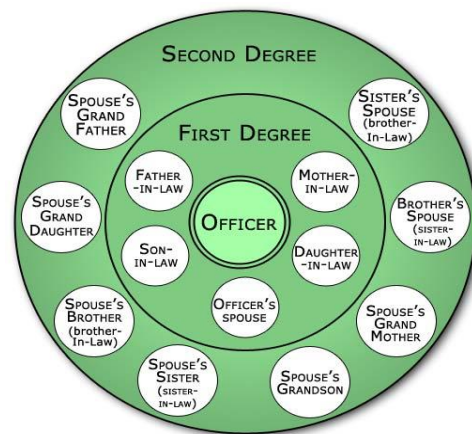 SECOND DEGREE
SPOUSE'S
GRAND
FATHER
SISTER'S
SPOUSE
(brother-
In-Law)
FIRST DEGREE
FATHER
-IN-LAW
MOTHER-
IN-LAW
SPOUSE'S
GRAND
DAUGHTER
OFFICER
BROTHER'S
SPOUSE
(SISTER-
IN-LAW)
SON-
IN-LAW
DAUGHTER
-IN-LAW
OFFICER'S
SPOUSE
SPOUSE'S
BROTHER
(brother-
In-Law)
SPOUSE'S
GRAND
MOTHER
SPOUSE'S
SISTER
(SISTER-
IN-LAW)
SPOUSE'S
GRANDSON